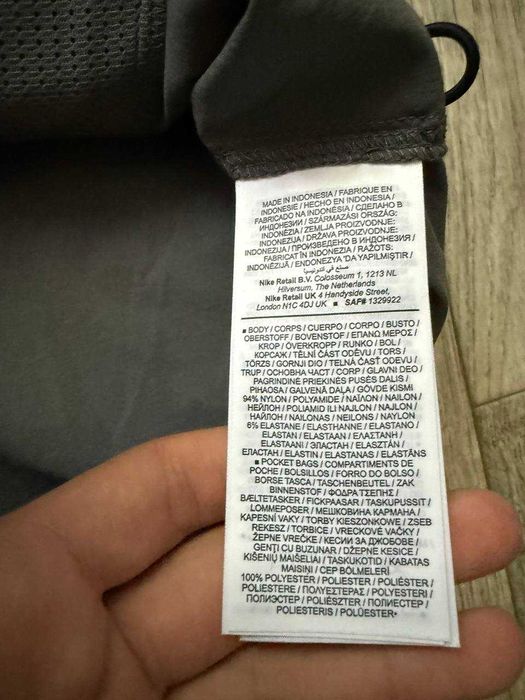 MADE IN INDONESIA / FABRIQUE EN
INDONESIE / HECHO EN INDONESIA /
FABRICADO NA INDONÉSIA / СДЕЛАНО В
ИНДОНЕЗИИ / SZÁRMAZÁSI ORSZÁG:
INDONÉZIA / ZEMLJA PROIZVODNJE:
INDONEZIJA / DRŽAVA PROIZVODNJE:
INDONEZIJA / ПРОИЗВЕДЕНО В ИНДОНЕЗИЯ /
FABRICAT ÎN INDONEZIA / RAŽOTS:
INDONĒZIJĀ / ENDONEZYA 'DA YAPILMIŞTIR /
صنع في اندونيسيا
Nike Retail B.V. Colosseum 1, 1213 NL
Hilversum, The Netherlands
Nike Retail UK 4 Handyside Street,
London N1C 4DJ UK ■ SAF# 1329922
■ BODY / CORPS / CUERPO / CORPO / BUSTO /
OBERSTOFF / BOVENSTOF / ΕΠΑΝΩ ΜΕΡΟΣ /
KROP / ÖVERKROPP / RUNKO / BOL /
КОРСАЖ / TĚLNÍ ČÁST ODĚVU / TORS /
TÖRZS / GORNJI DIO / TELNÁ ČASŤ ODEVU /
TRUP / ОСНОВНА ЧАСТ / CORP / GLAVNI DEO /
PAGRINDINĖ PRIEKINĖS PUSĖS DALIS /
PIHAOSA / GALVENĀ DAĻA / GÖVDE KISMI
94% NYLON / POLYAMIDE / NAÏLON / NAILON /
НЕЙЛОН / POLIAMID ILI NAJLON / NAJLON /
НАЙЛОН / NAILONAS / NEILONS / NAYLON
6% ELASTANE / ELASTHANNE / ELASTANO /
ELASTAN / ELASTAAN / ΕΛΑΣΤΑΝΗ /
ELASTAANI / ЭЛАСТАН / ELASZTÁN /
ЕЛАСТАН / ELASTIN / ELASTANAS / ELASTĀNS
■ POCKET BAGS / COMPARTIMENTS DE
POCHE / BOLSILLOS / FORRO DO BOLSO /
BORSE TASCA / TASCHENBEUTEL / ZAK
BINNENSTOF / ΦΟΔΡΑ ΤΣΕΠΗΣ /
BÆLTETASKER / FICKPÅSAR / TASKUPUSSIT /
LOMMEPOSER / МЕШКОВИНА КАРМАНА /
KAPESNÍ VAKY / TORBY KIESZONKOWE / ZSEB
REKESZ / TORBICE / VRECKOVÉ VAČKY /
ŽEPNE VREČKE / КЕСИИ ЗА ДЖОБОВЕ /
GENȚI CU BUZUNAR / DŽEPNE KESICE /
KIŠENIŲ MAIŠELIAI / TASKUKOTID / KABATAS
MAISIŅI / CEP BÖLMELERİ
100% POLYESTER / POLIESTER / POLIÉSTER /
POLIESTERE / ΠΟΛΥΕΣΤΕΡΑΣ / POLYESTERI /
ПОЛИЭСТЕР / POLIÉSZTER / ПОЛИЕСТЕР /
POLIESTERIS / POLÜESTER*